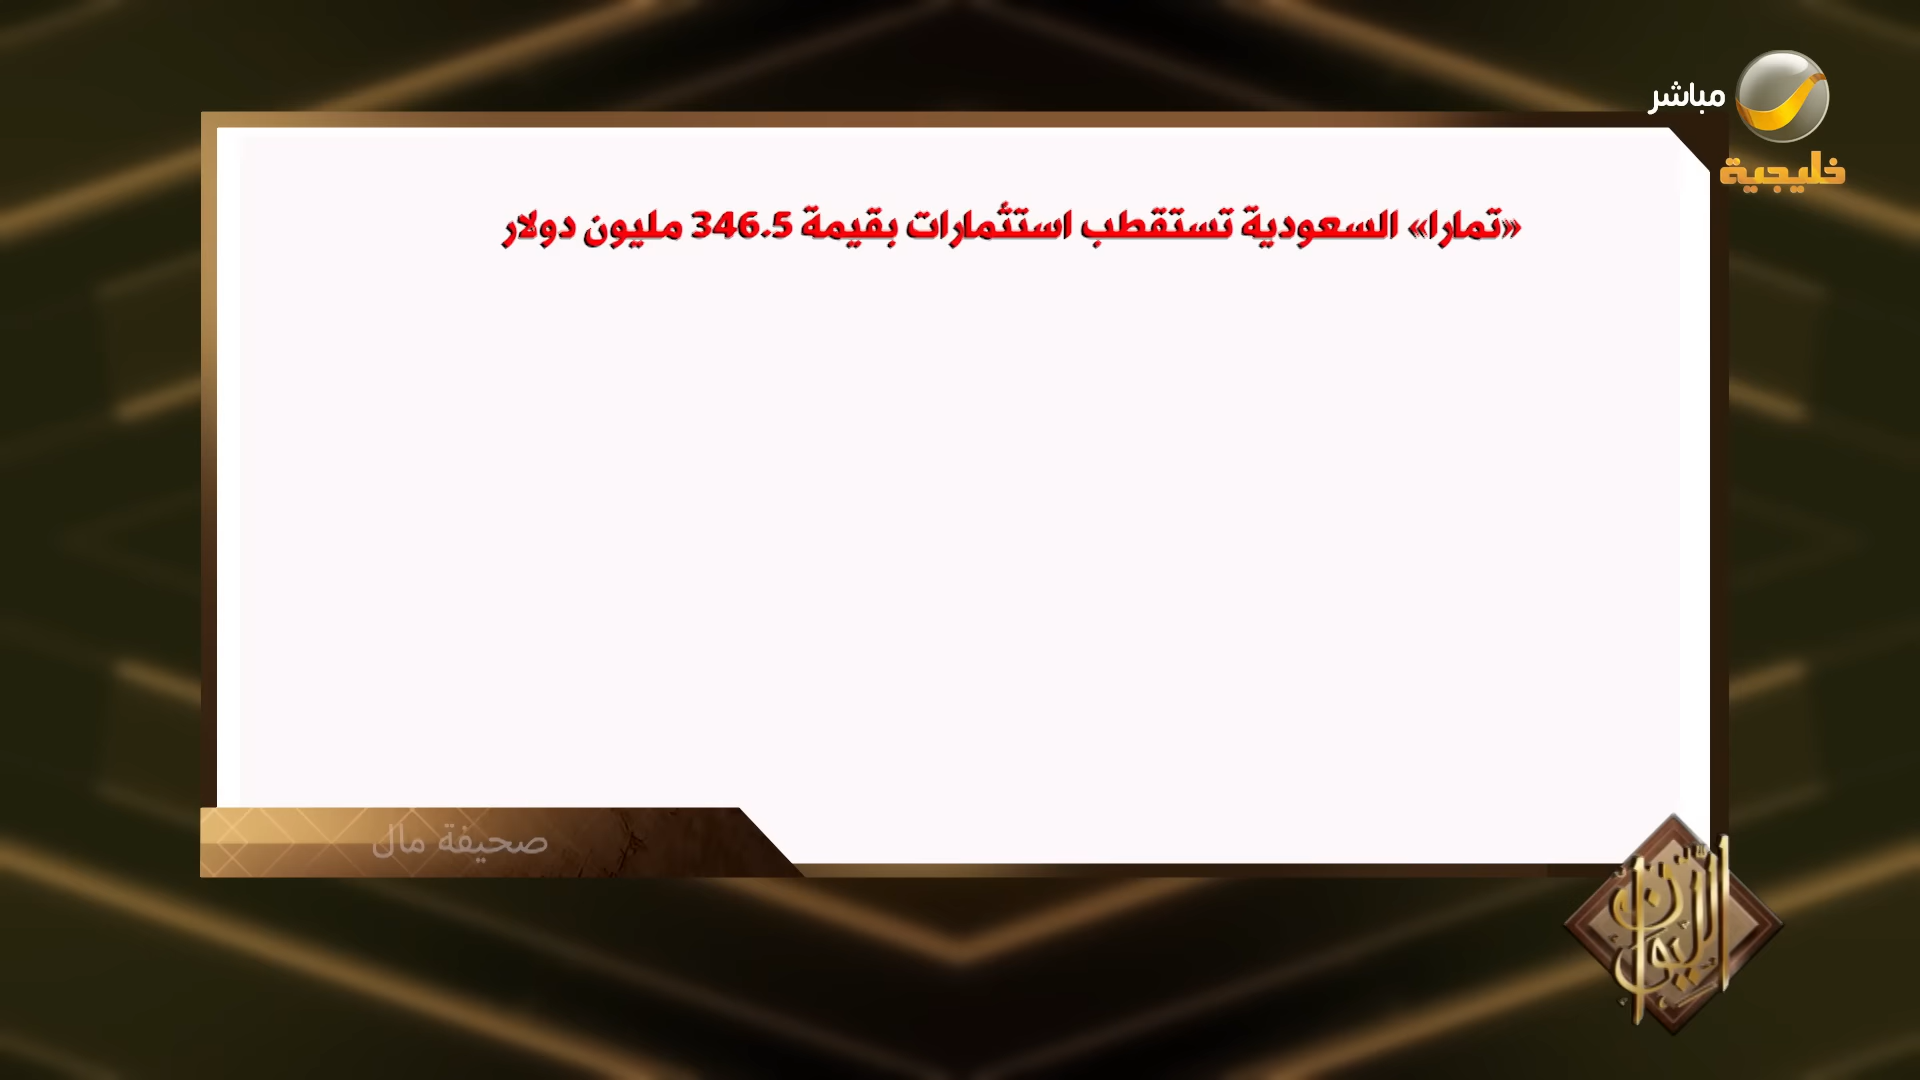 مباشر
خليجية
«تمارا» السعودية تستقطب استثمارات بقيمة 346.5 مليون دولار
صحيفة مال